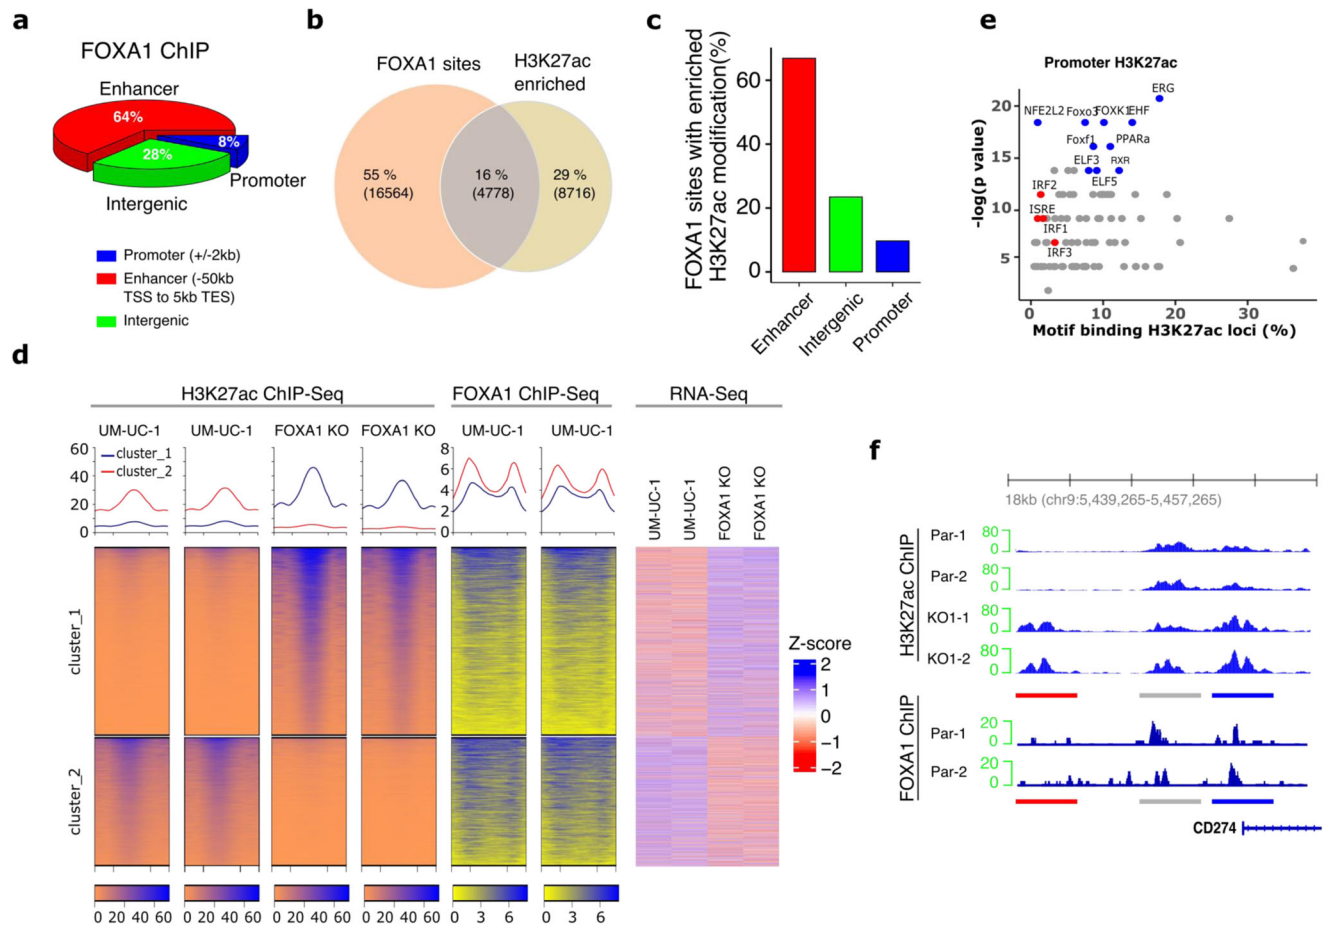 a
FOXA1 ChIP
Enhancer
64%
8%
28%
Promoter
Intergenic
Promoter (+/-2kb)
Enhancer (-50kb
TSS to 5kb TES)
Intergenic
b
FOXA1 sites
H3K27ac
enriched
55 %
(16564)
16 %
(4778)
29 %
(8716)
c
FOXA1 sites with enriched
H3K27ac modification(%)
60
40
20
0
Enhancer
Intergenic
Promoter
e
Promoter H3K27ac
-log(p value)
20
15
10
5
ERG
NFE2L2
Foxo3
FOXK1
EHF
Foxf1
PPARa
ELF3
RXR
ELF5
IRF2
ISRE
IRF1
IRF3
0
10
20
30
Motif binding H3K27ac loci (%)
d
H3K27ac ChIP-Seq
FOXA1 ChIP-Seq
RNA-Seq
UM-UC-1
UM-UC-1
FOXA1 KO
FOXA1 KO
UM-UC-1
UM-UC-1
60
40
20
0
cluster_1
cluster_2
8
6
4
2
0
UM-UC-1
UM-UC-1
FOXA1 KO
FOXA1 KO
cluster_1
cluster_2
Z-score
2
1
0
−1
−2
0 20 40 60
0 20 40 60
0 20 40 60
0 20 40 60
0 3 6
0 3 6
f
18kb (chr9:5,439,265-5,457,265)
H3K27ac ChIP
Par-1
80
0
Par-2
80
0
KO1-1
80
0
KO1-2
80
0
FOXA1 ChIP
Par-1
20
0
Par-2
20
0
CD274